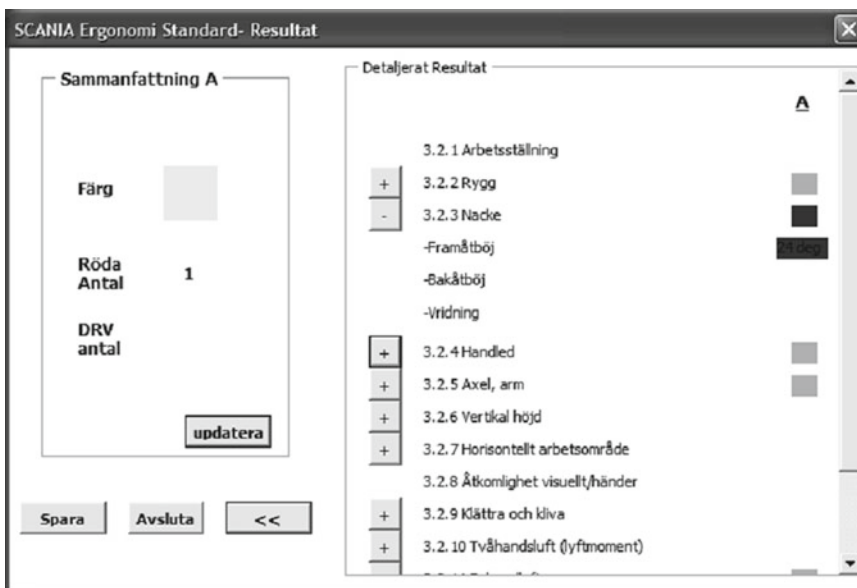 SCANIA Ergonomi Standard- Resultat
Sammanfattning A
Färg
Röda
Antal
1
DRV
antal
updatera
Spara
Avsluta
<<
Detaljerat Resultat
A
3.2.1 Arbetsställning
+ 3.2.2 Rygg
- 3.2.3 Nacke
-Framåtböj 24 deg
-Bakåtböj
-Vridning
+ 3.2.4 Handled
+ 3.2.5 Axel, arm
+ 3.2.6 Vertikal höjd
+ 3.2.7 Horisontellt arbetsområde
3.2.8 Åtkomlighet visuellt/händer
+ 3.2.9 Klättra och kliva
+ 3.2.10 Tvåhandsluft (lyftmoment)